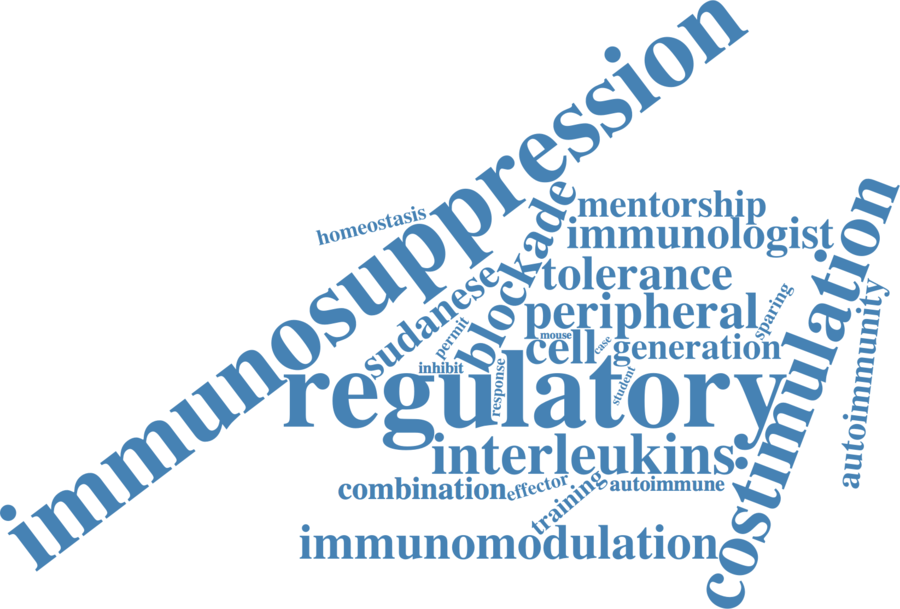 immunosuppression
homeostasis
mentorship
immunologist
blockade
tolerance
sudanese
peripheral
costimulation
sparing
autoimmunity
permit
mouse
cell
case
generation
inhibit
response
student
regulatory
interleukins
combination
effector
autoimmune
training
immunomodulation